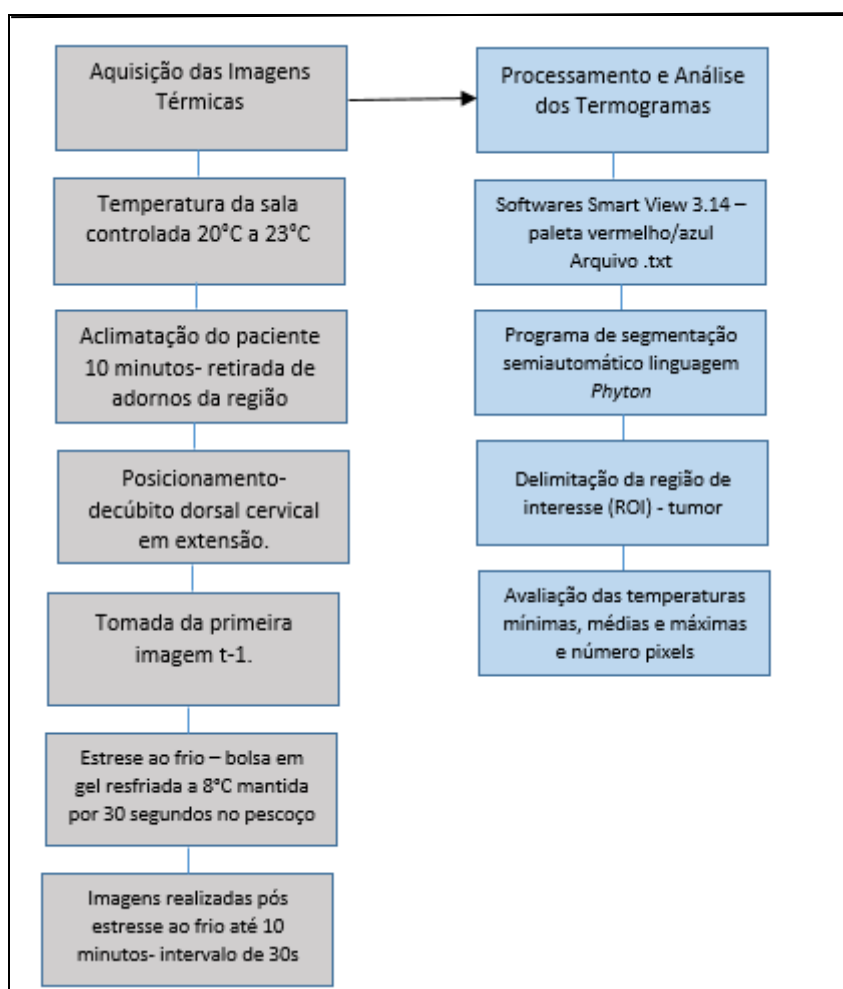 Aquisição das Imagens
Térmicas
Temperatura da sala
controlada 20⁰C a 23⁰C
Aclimatação do paciente
10 minutos- retirada de
adornos da região
Posicionamento-
decúbito dorsal cervical
em extensão.
Tomada da primeira
imagem t-1.
Estrese ao frio – bolsa em
gel resfriada a 8°C mantida
por 30 segundos no pescoço
Imagens realizadas pós
estresse ao frio até 10
minutos- intervalo de 30s
Processamento e Análise
dos Termogramas
Softwares Smart View 3.14 –
paleta vermelho/azul
Arquivo .txt
Programa de segmentação
semiautomático linguagem
Phyton
Delimitação da região de
interesse (ROI) - tumor
Avaliação das temperaturas
mínimas, médias e máximas
e número pixels